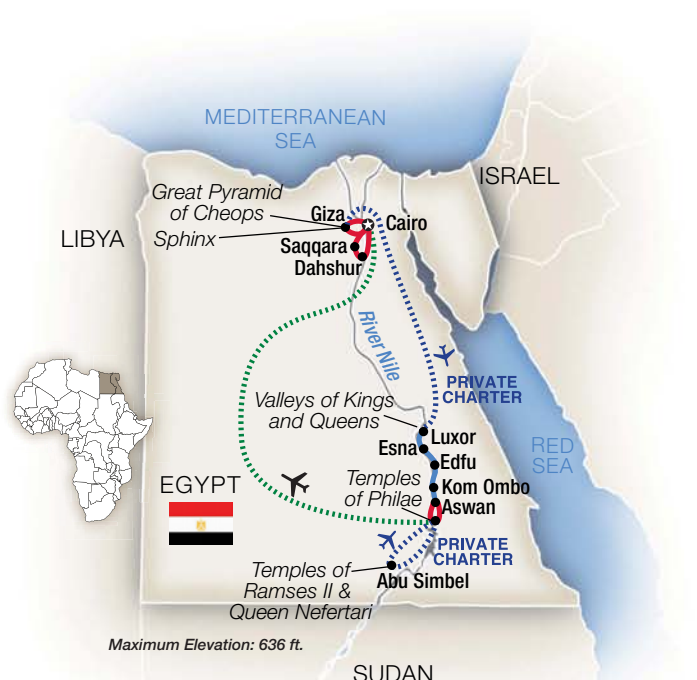 MEDITERRANEAN
SEA
ISRAEL
Great Pyramid
of Cheops
Giza
Cairo
LIBYA
Sphinx
Saqqara
Dahshur
River Nile
PRIVATE
CHARTER
Valleys of Kings
and Queens
Luxor
Esna
Edfu
RED
SEA
EGYPT
Temples
of Philae
Kom Ombo
Aswan
PRIVATE
CHARTER
Temples of
Ramses II &
Queen Nefertari
Abu Simbel
Maximum Elevation: 636 ft.
SUDAN